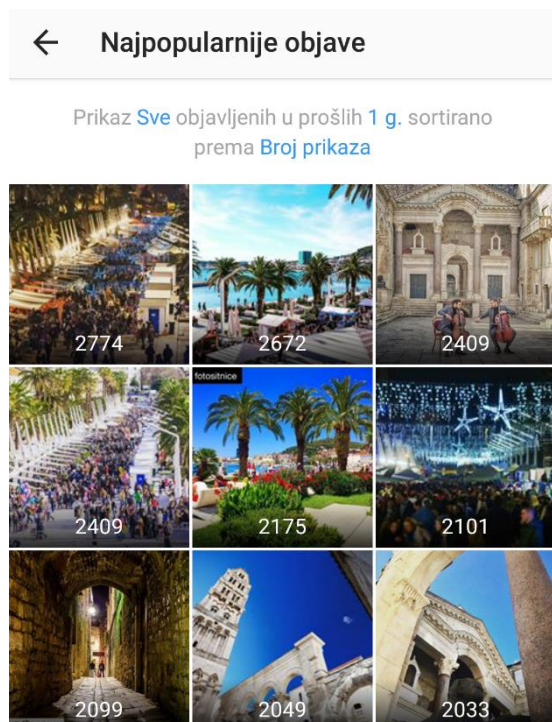 Najpopularnije objave
Prikaz Sve objavljenih u prošlih 1 g. sortirano
prema Broj prikaza
2774
2672
2409
fotositnice
2409
2175
2101
2099
2049
2033